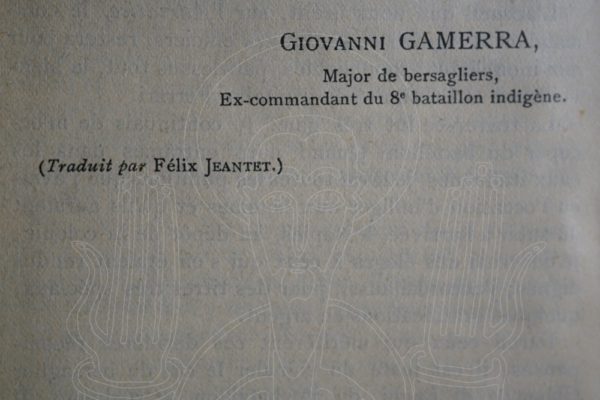 GIOVANNI GAMERRA,
Major de bersagliers,
Ex-commandant du 8e bataillon indigène.
(Traduit par Félix JEANTET.)